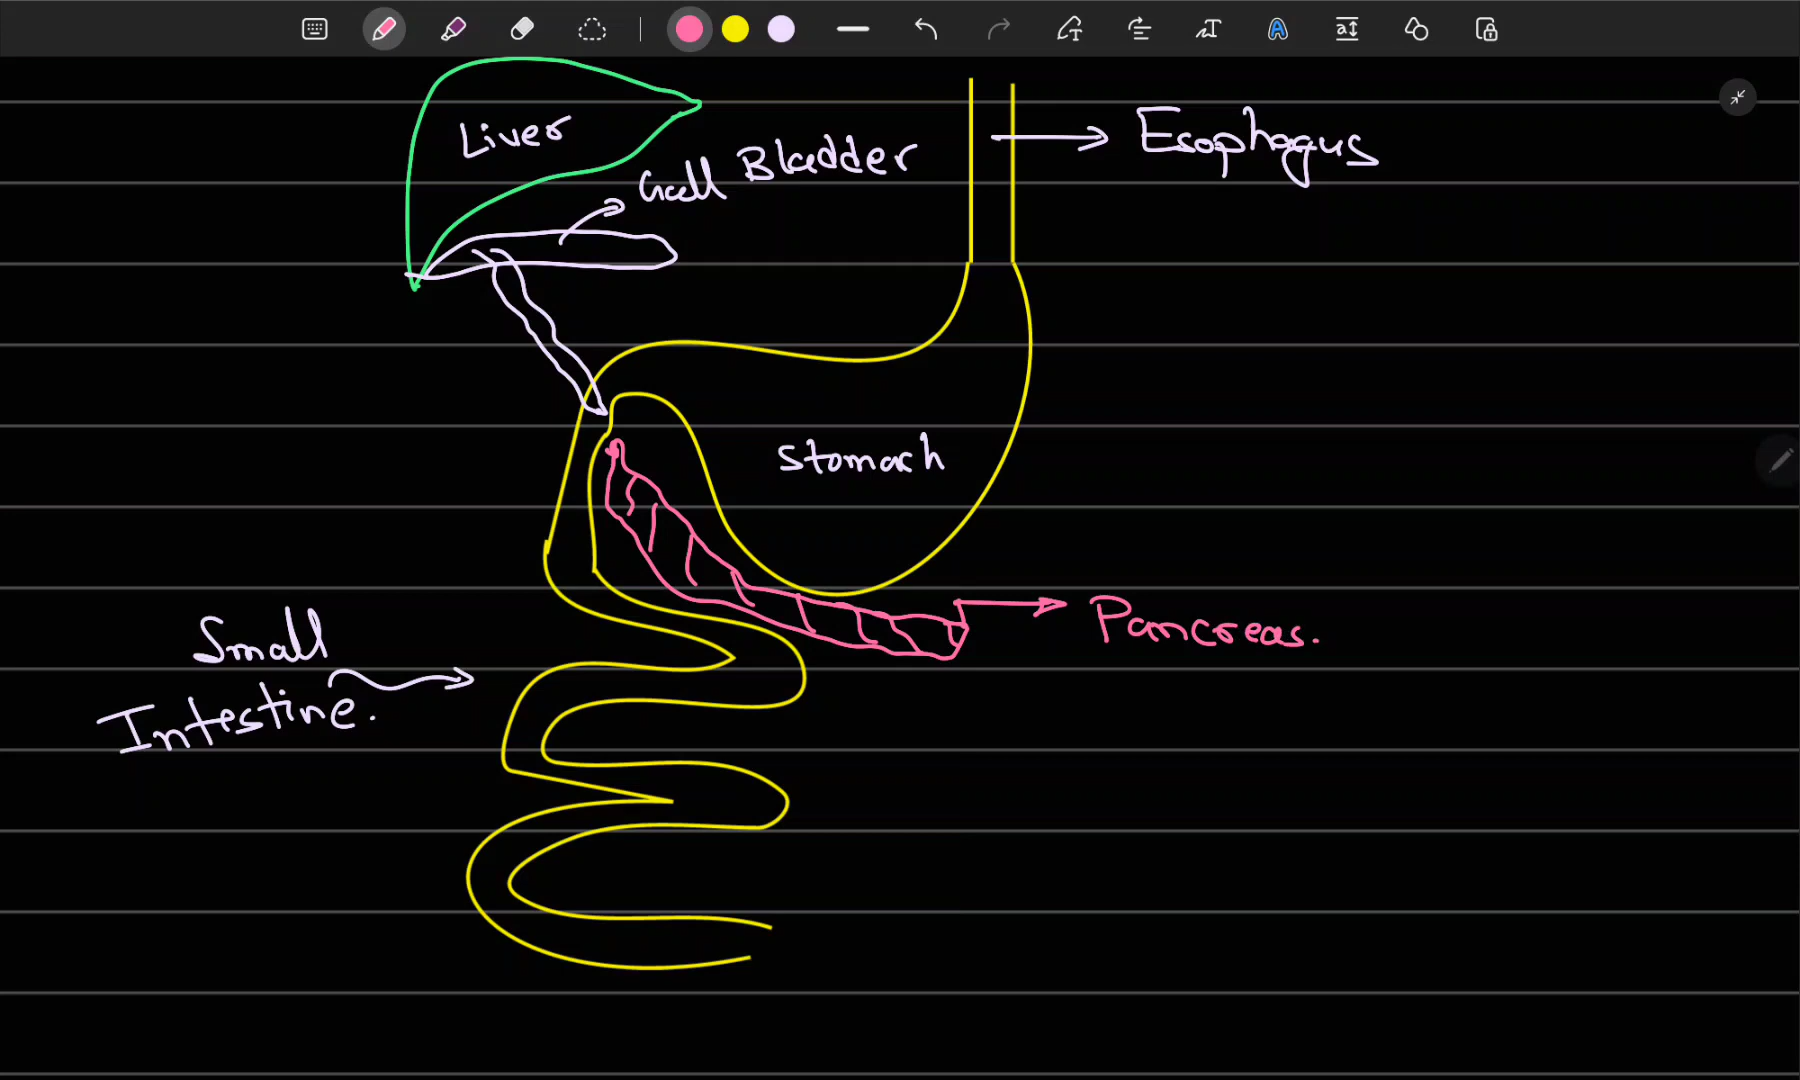 Liver
Gall Bladder
Esophagus
Stomach
Pancreas.
Small
Intestine.